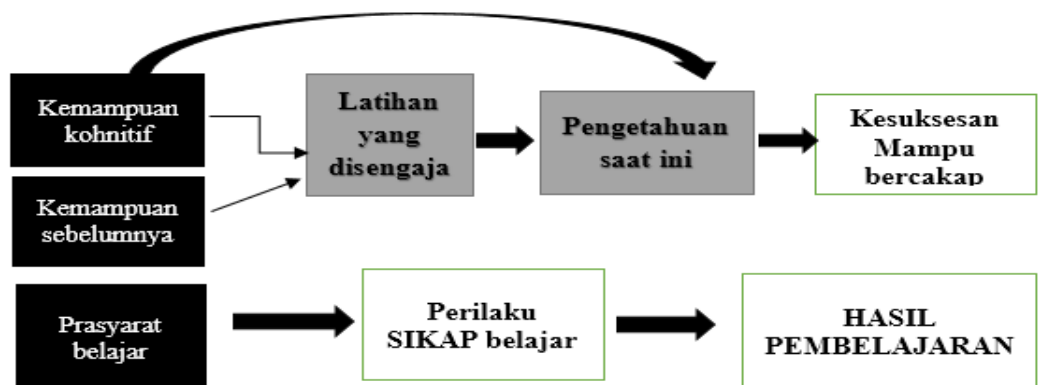 Kemampuan
kohnitif
Latihan
yang
disengaja
Pengetahuan
saat ini
Kesuksesan
Mampu
bercakap
Kemampuan
sebelumnya
Prasyarat
belajar
Perilaku
SIKAP belajar
HASIL
PEMBELAJARAN